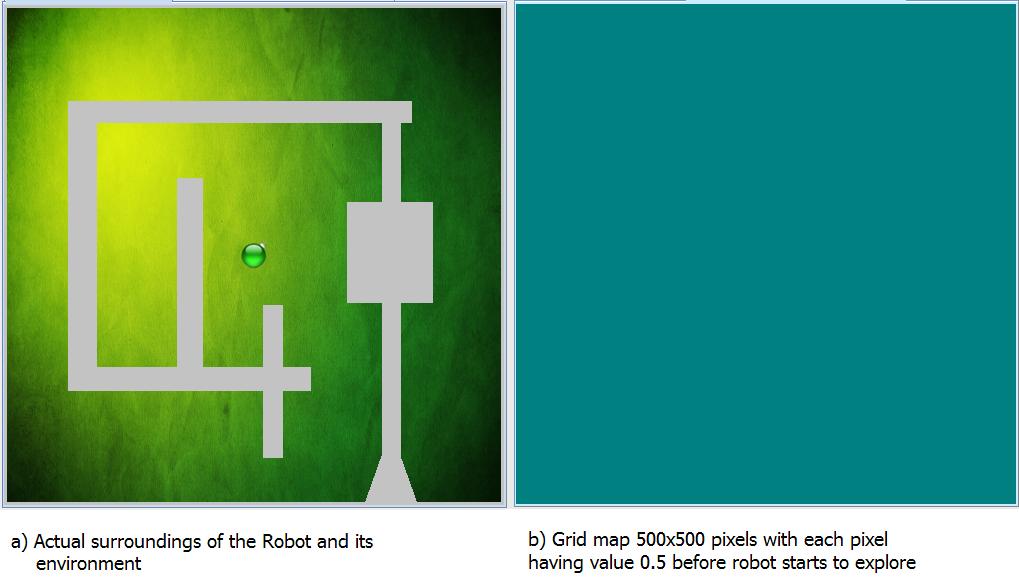 a) Actual surroundings of the Robot and its
environment
b) Grid map 500x500 pixels with each pixel
having value 0.5 before robot starts to explore